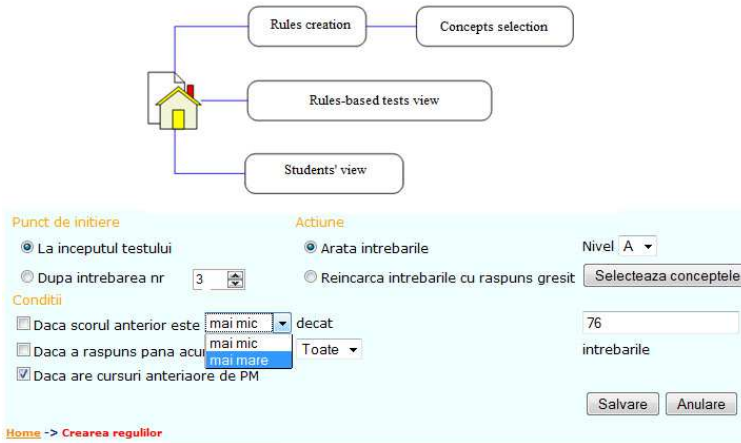 Rules creation
Concepts selection
Rules-based tests view
Students' view
Punct de initiere
Actiune
La inceputul testului
Arata intrebarile
Nivel A
Dupa intrebarea nr 3
Reincarca intrebarile cu raspuns gresit
Selecteaza conceptele
Conditii
Daca scorul anterior este mai mic decat 76
mai mic
mai mare
Daca a raspuns pana Toate intrebarile
Daca are cursuri anteriaore de PM
Salvare
Anulare
Home -> Crearea regulilor